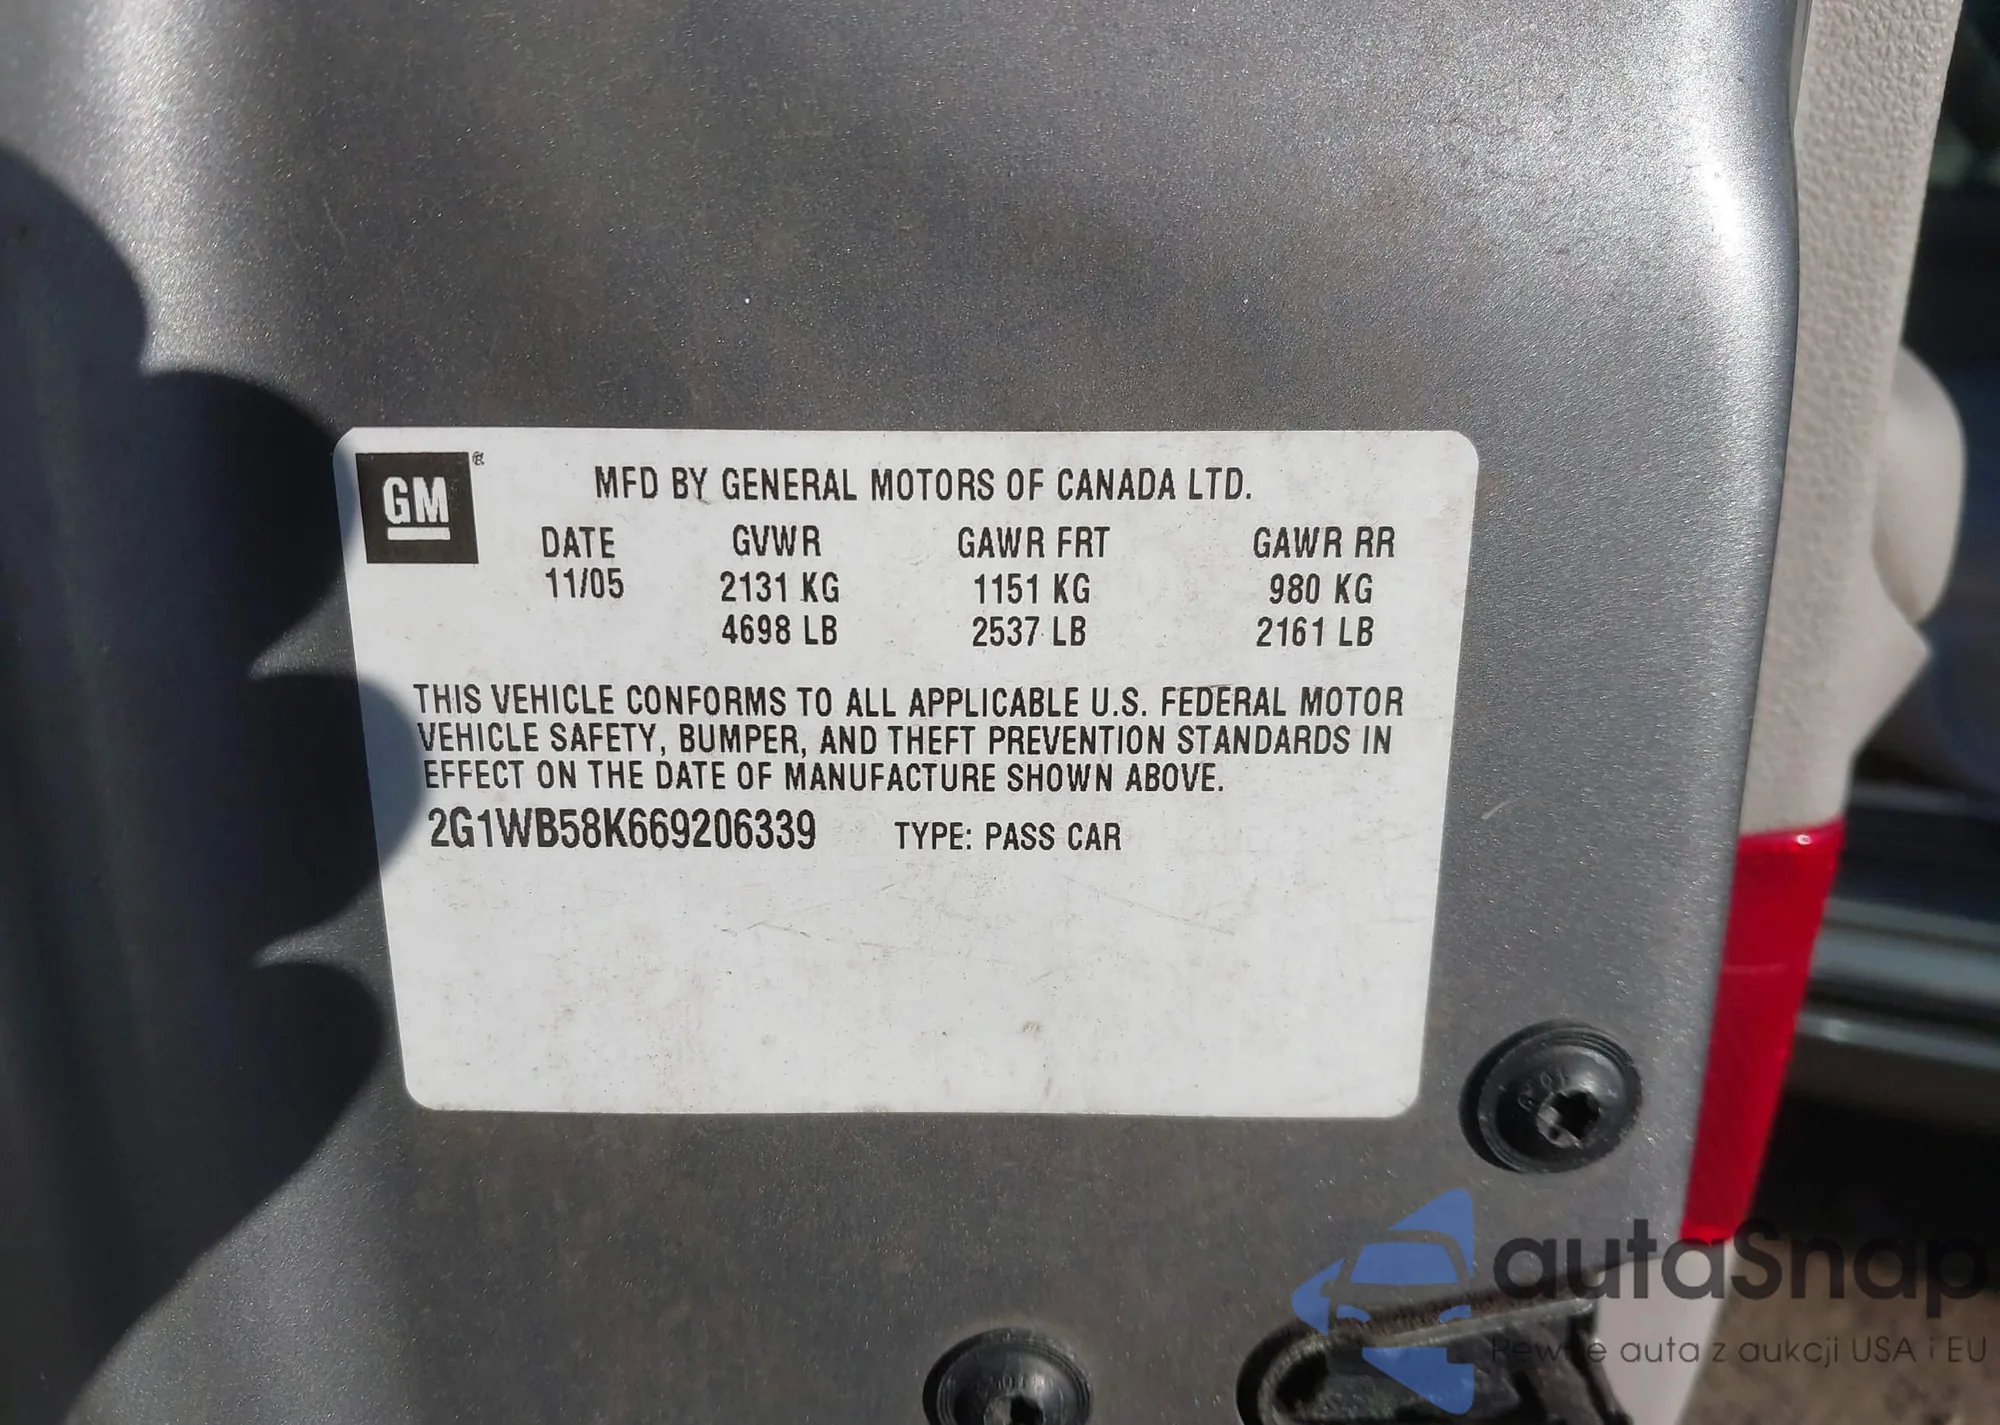 GM
MFD BY GENERAL MOTORS OF CANADA LTD.
DATE GVWR GAWR FRT GAWR RR
11/05 2131 KG 1151 KG 980 KG
4698 LB 2537 LB 2161 LB
THIS VEHICLE CONFORMS TO ALL APPLICABLE U.S. FEDERAL MOTOR
VEHICLE SAFETY, BUMPER, AND THEFT PREVENTION STANDARDS IN
EFFECT ON THE DATE OF MANUFACTURE SHOWN ABOVE.
2G1WB58K669206339 TYPE: PASS CAR
autaSnap
auta z aukcji USA i EU